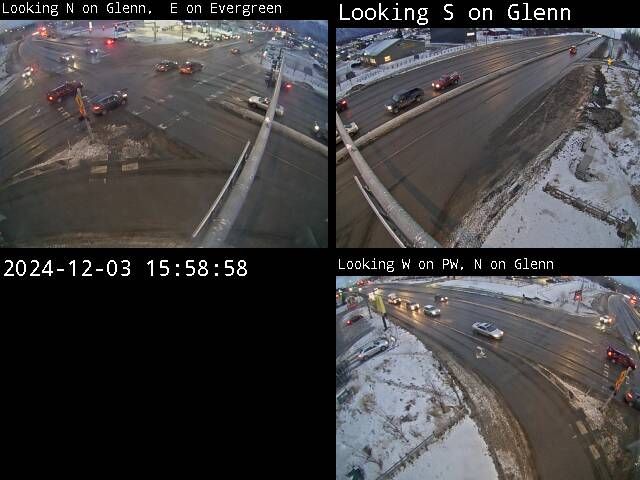 Looking N on Glenn, E on Evergreen
Looking S on Glenn
2024-12-03 15:58:58
Looking W on PW, N on Glenn